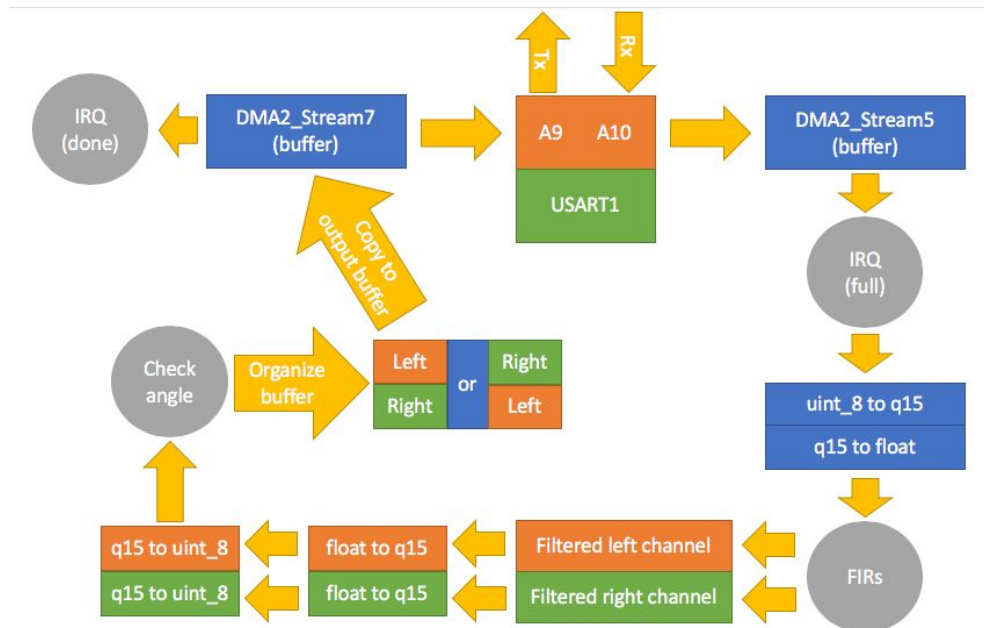 Tx
Rx
IRQ
(done)
DMA2_Stream7
(buffer)
A9 A10
USART1
DMA2_Stream5
(buffer)
Copy to
output buffer
IRQ
(full)
Check
angle
Organize
buffer
Left
Right
or
Right
Left
uint_8 to q15
q15 to float
q15 to uint_8
float to q15
Filtered left channel
q15 to uint_8
float to q15
Filtered right channel
FIRs